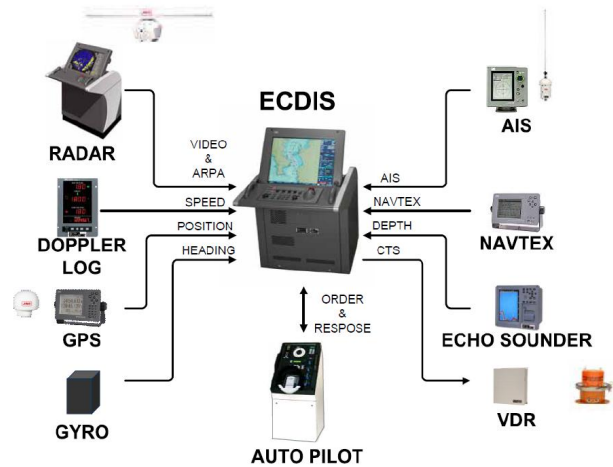 ECDIS
RADAR
VIDEO
&
ARPA
AIS
AIS
SPEED
NAVTEX
DOPPLER
LOG
POSITION
DEPTH
NAVTEX
HEADING
CTS
GPS
ORDER
&
RESPOSE
ECHO SOUNDER
GYRO
AUTO PILOT
VDR